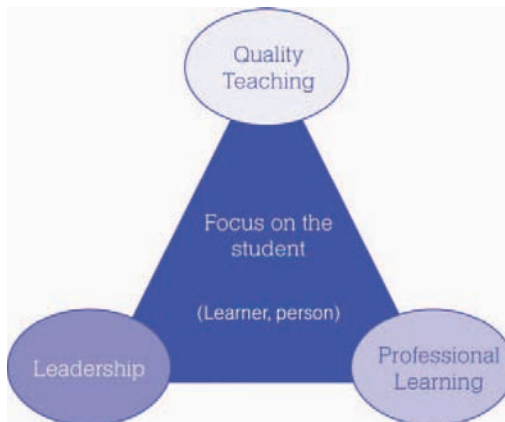 Quality
Teaching
Focus on the
student
(Learner, person)
Leadership
Professional
Learning